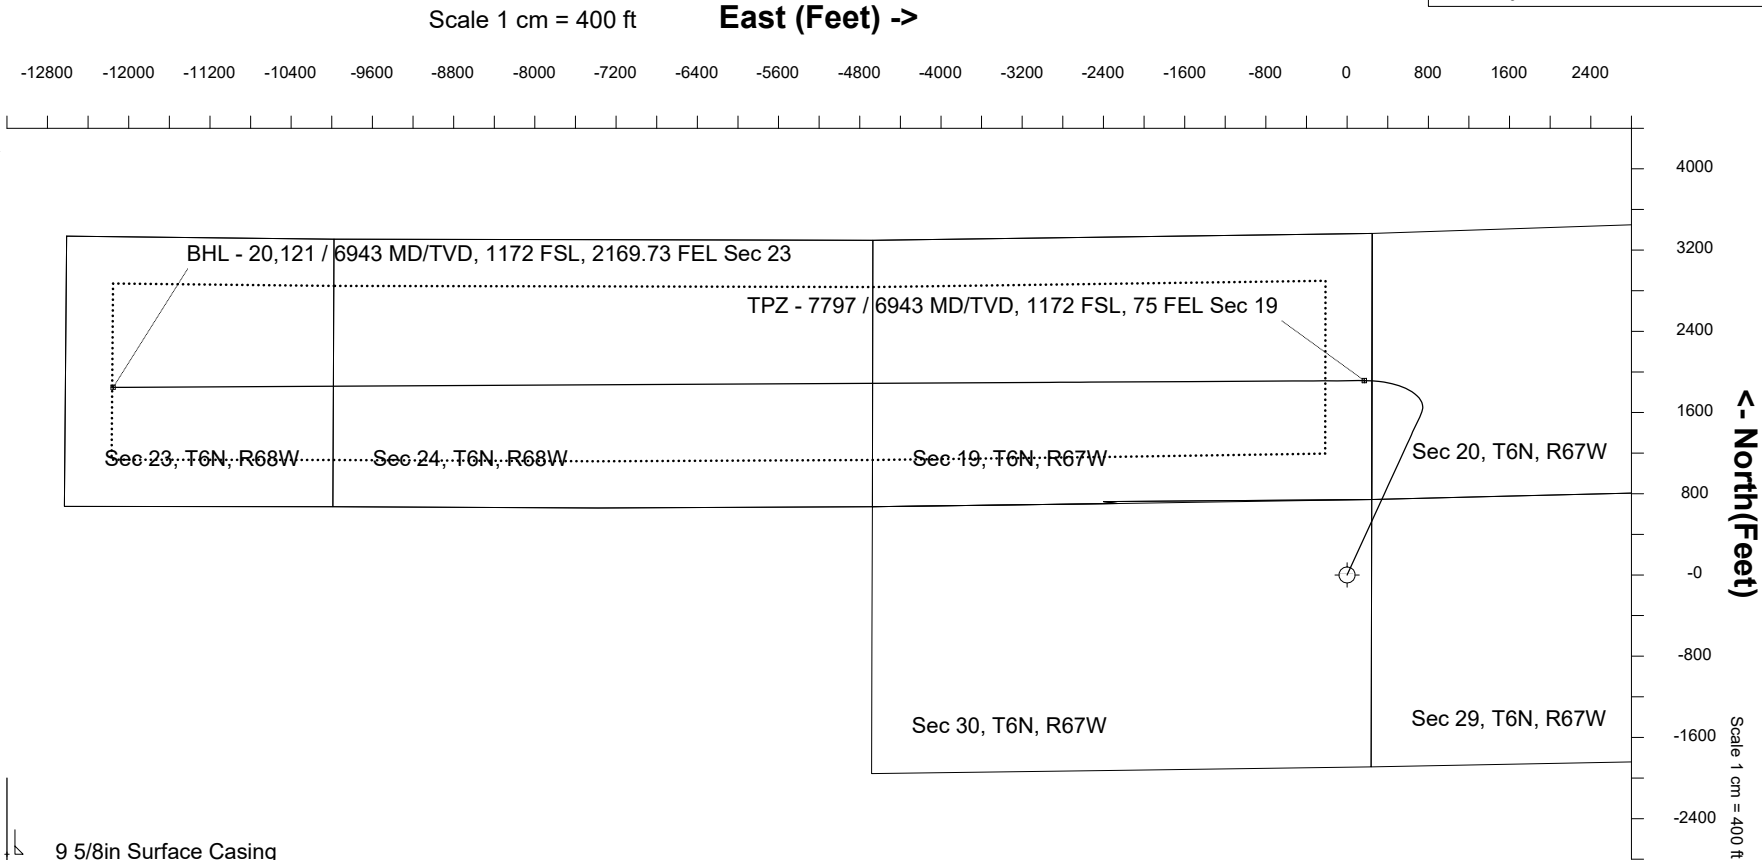 Scale 1 cm = 400 ft
East (Feet) ->
-12800 -12000 -11200 -10400 -9600 -8800 -8000 -7200 -6400 -5600 -4800 -4000 -3200 -2400 -1600 -800 0 800 1600 2400
4000
BHL - 20,121 / 6943 MD/TVD, 1172 FSL, 2169.73 FEL Sec 23
3200
TPZ - 7797 / 6943 MD/TVD, 1172 FSL, 75 FEL Sec 19
2400
1600
<- North(Feet)
Sec 23, T6N, R68W
Sec 24, T6N, R68W
Sec 19, T6N, R67W
Sec 20, T6N, R67W
800
-0
-800
Sec 30, T6N, R67W
Sec 29, T6N, R67W
-1600
Scale 1 cm = 400 ft
-2400
9 5/8in Surface Casing